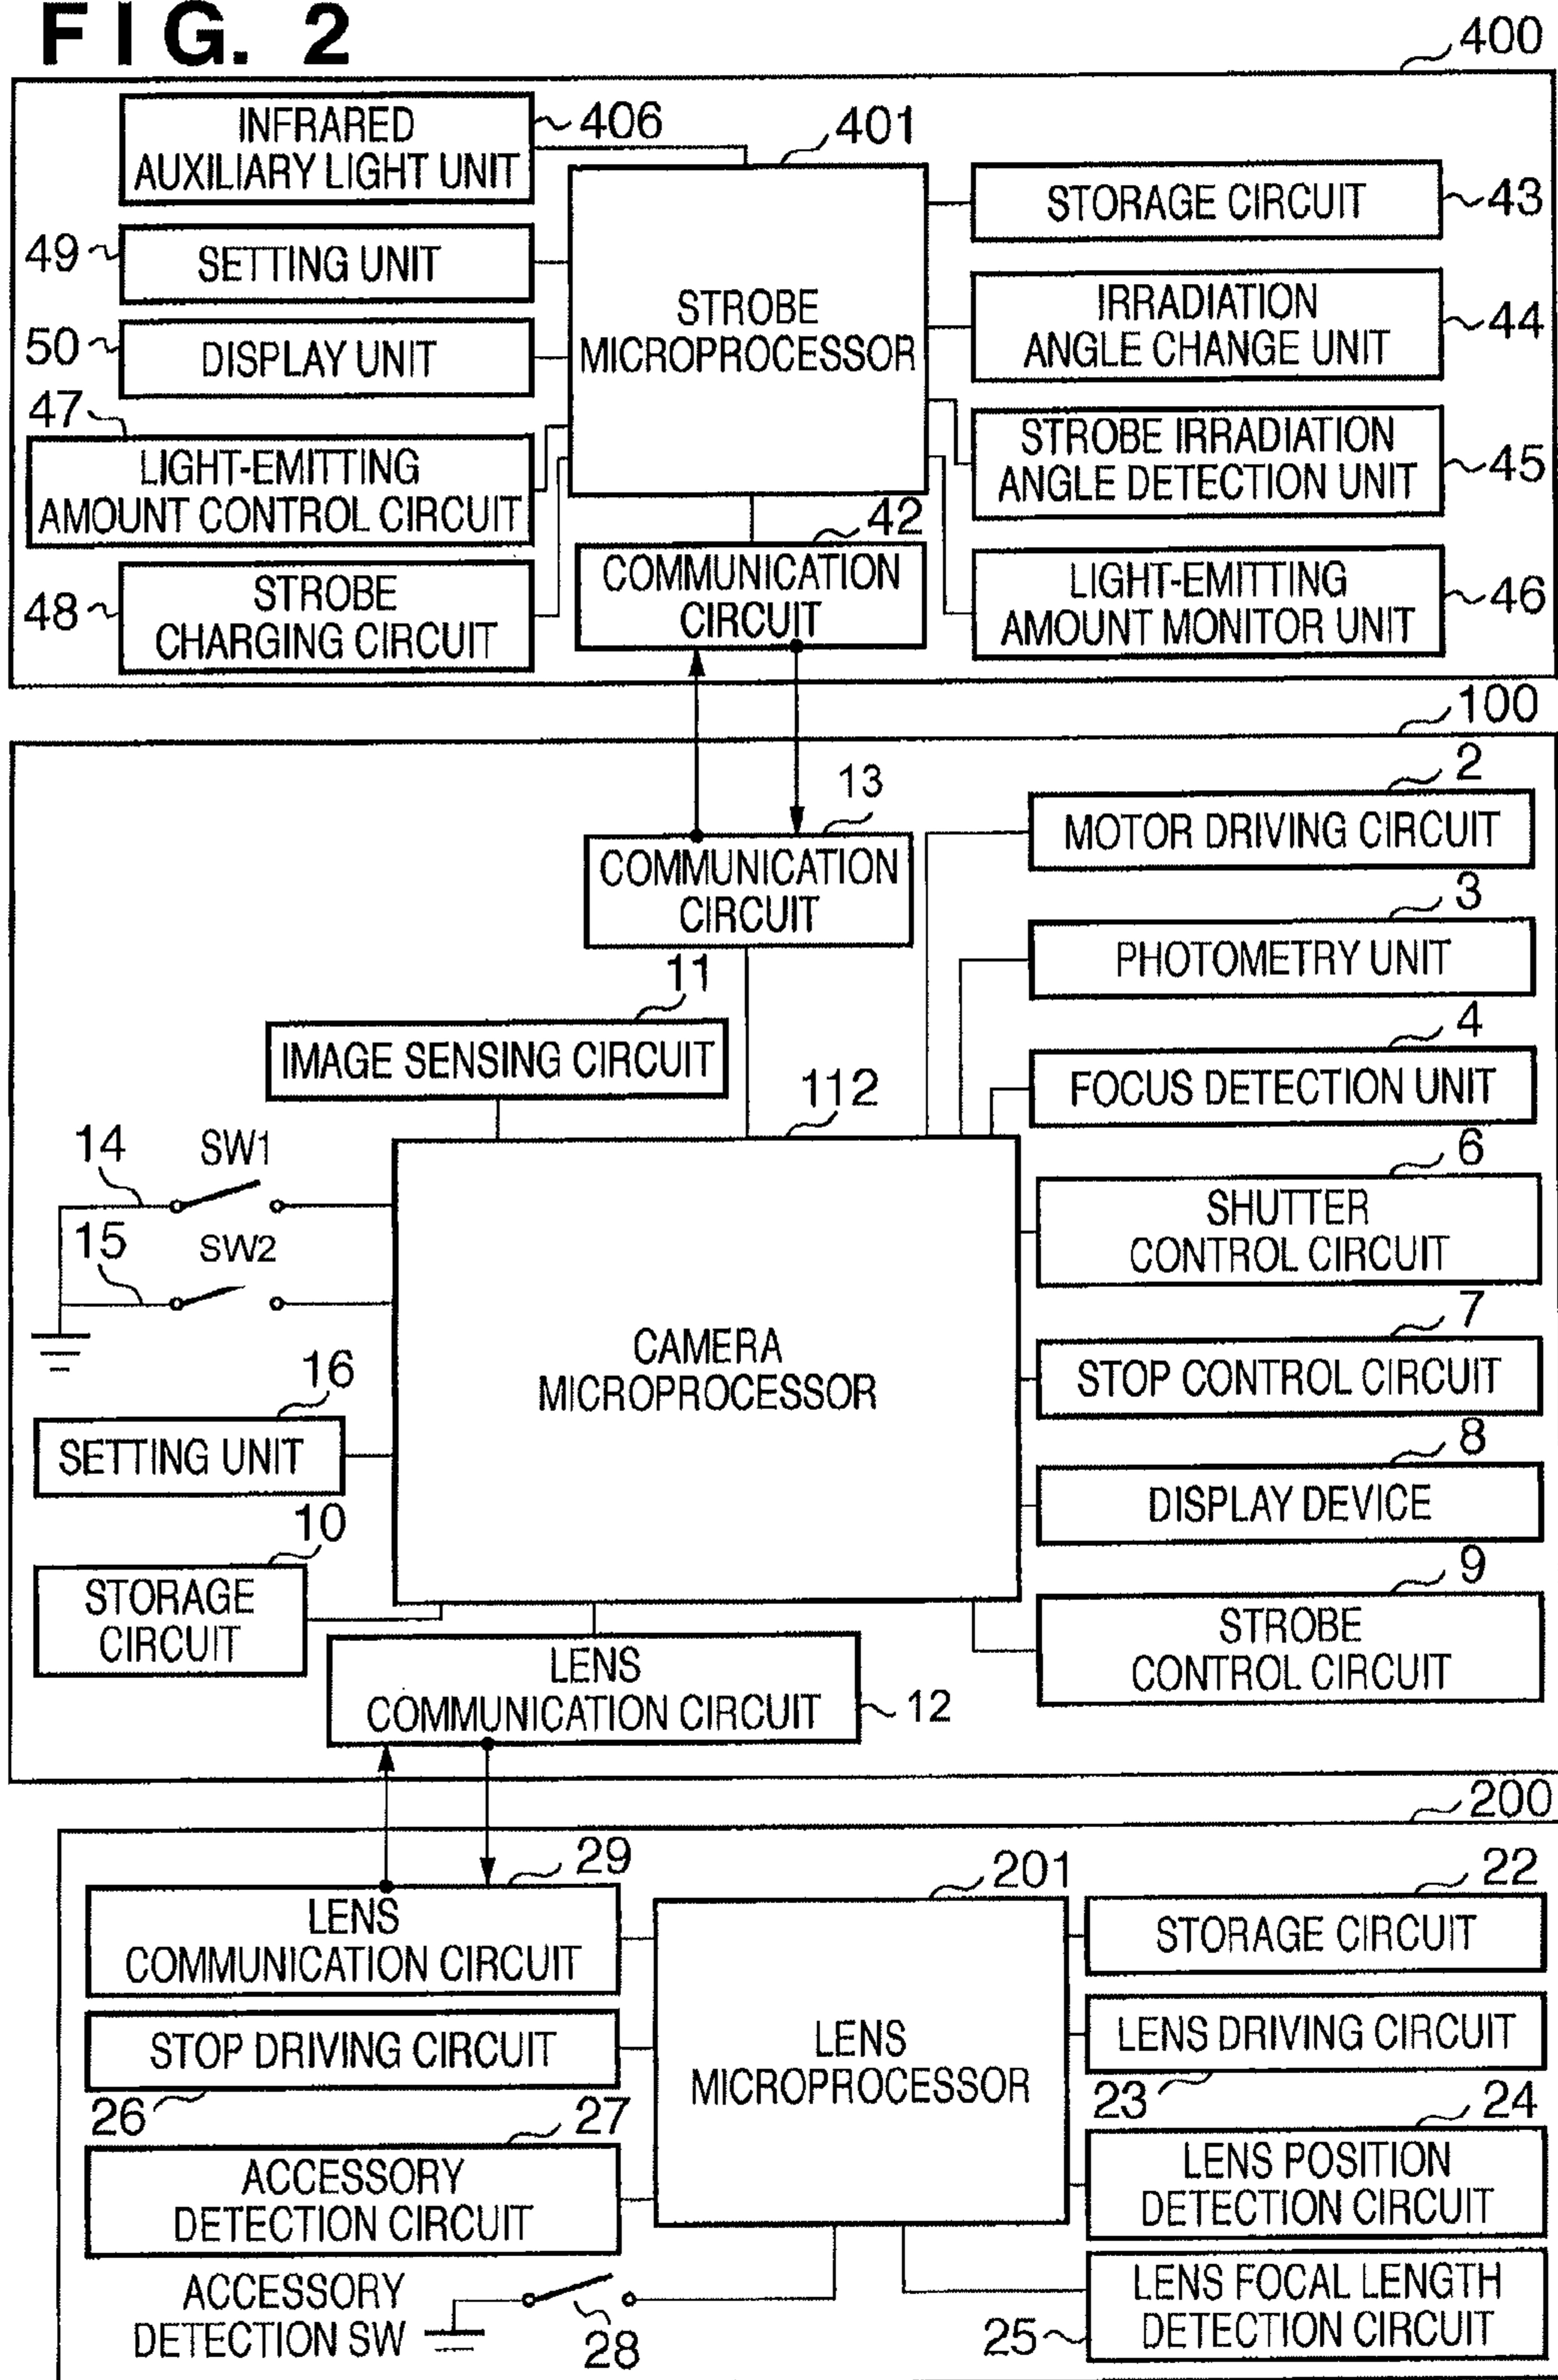 FIG. 2
400
INFRARED
AUXILIARY LIGHT UNIT
406
401
STORAGE CIRCUIT
43
49
SETTING UNIT
STROBE
MICROPROCESSOR
IRRADIATION
ANGLE CHANGE UNIT
44
50
DISPLAY UNIT
47
LIGHT-EMITTING
AMOUNT CONTROL CIRCUIT
STROBE IRRADIATION
ANGLE DETECTION UNIT
45
42
COMMUNICATION
CIRCUIT
48
STROBE
CHARGING CIRCUIT
LIGHT-EMITTING
AMOUNT MONITOR UNIT
46
100
13
COMMUNICATION
CIRCUIT
2
MOTOR DRIVING CIRCUIT
3
PHOTOMETRY UNIT
11
IMAGE SENSING CIRCUIT
4
FOCUS DETECTION UNIT
112
14
SW1
15
SW2
6
SHUTTER
CONTROL CIRCUIT
CAMERA
MICROPROCESSOR
7
STOP CONTROL CIRCUIT
16
SETTING UNIT
8
DISPLAY DEVICE
10
STORAGE
CIRCUIT
9
STROBE
CONTROL CIRCUIT
LENS
COMMUNICATION CIRCUIT
12
200
29
LENS
COMMUNICATION CIRCUIT
201
22
STORAGE CIRCUIT
STOP DRIVING CIRCUIT
26
LENS
MICROPROCESSOR
LENS DRIVING CIRCUIT
23
27
ACCESSORY
DETECTION CIRCUIT
24
LENS POSITION
DETECTION CIRCUIT
ACCESSORY
DETECTION SW
28
25
LENS FOCAL LENGTH
DETECTION CIRCUIT